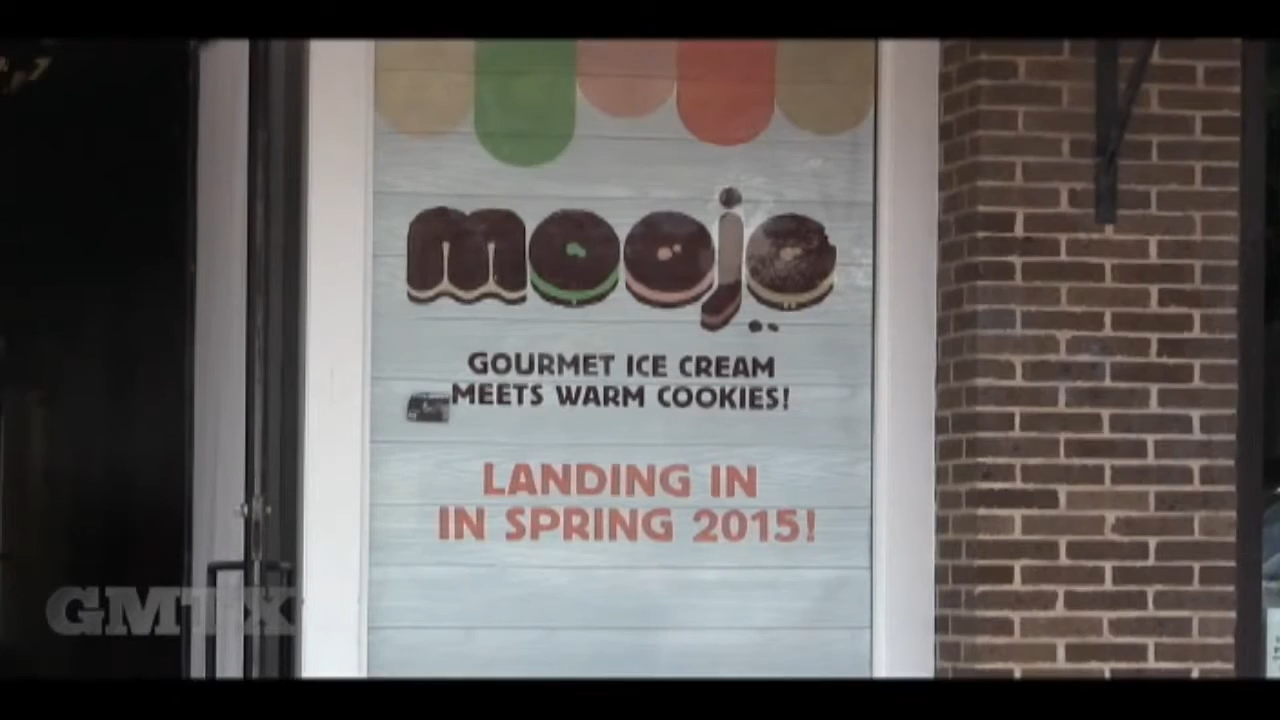 moojo
GOURMET ICE CREAM
MEETS WARM COOKIES!
LANDING IN
IN SPRING 2015!
GMTX